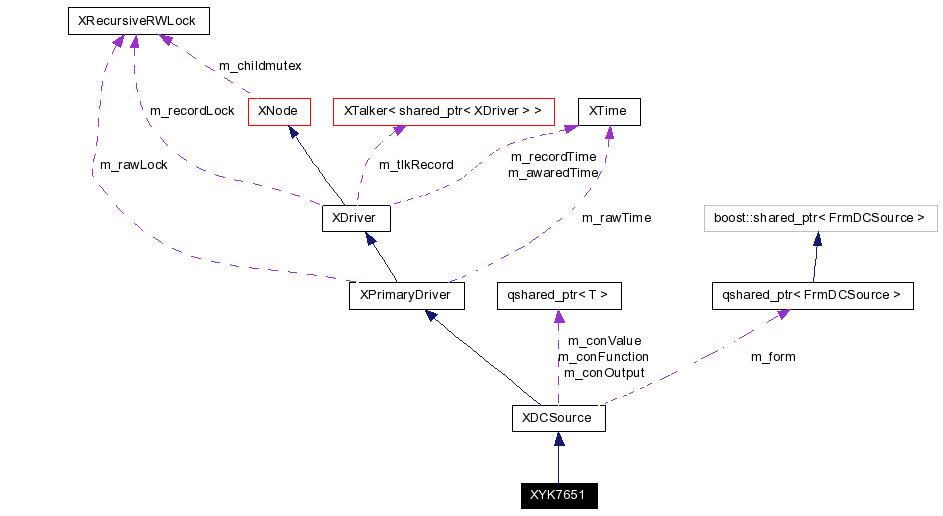 XRecursiveRWLock
m_childmutex
XNode
XTalker< shared_ptr< XDriver > >
XTime
m_recordLock
m_rawLock
m_tlkRecord
m_recordTime
m_awaredTime
XDriver
m_rawTime
boost::shared_ptr< FrmDCSource >
XPrimaryDriver
qshared_ptr< T >
qshared_ptr< FrmDCSource >
m_conValue
m_conFunction
m_conOutput
m_form
XDCSource
XYK7651